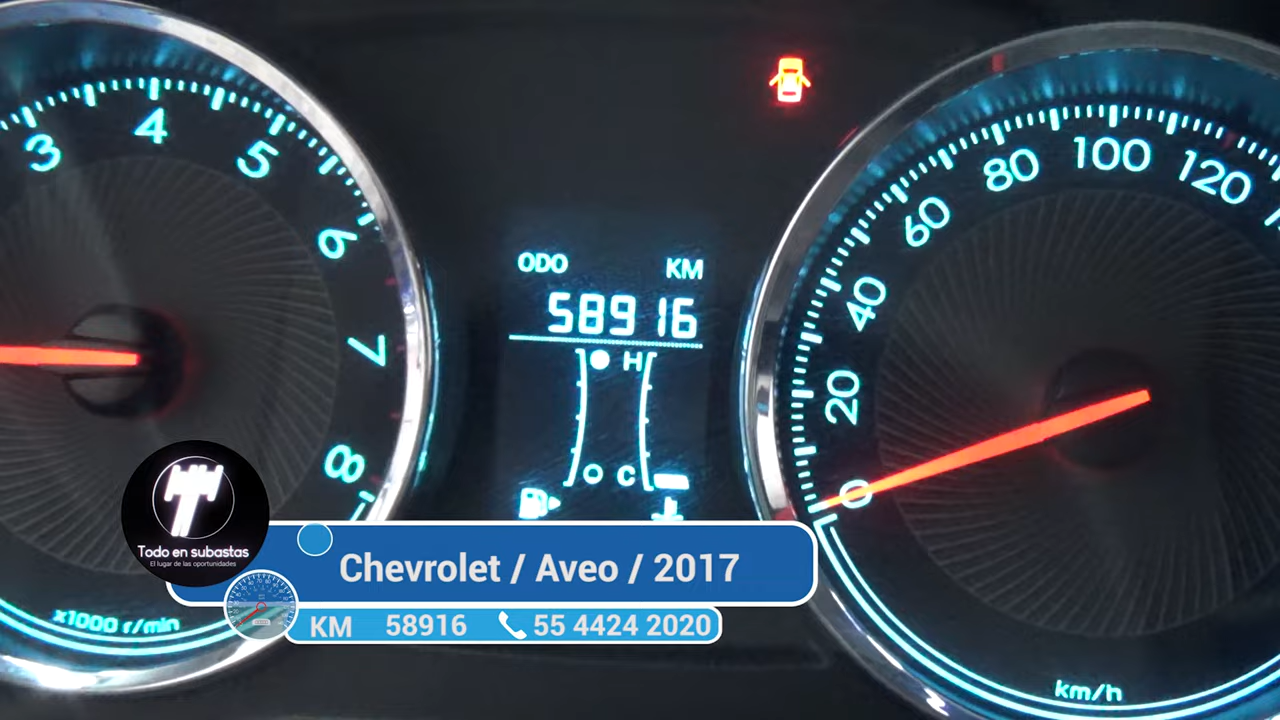 3
4
5
6
7
8
x1000 r/min
ODO KM
58916
H
C
0
20
40
60
80
100
120
km/h
Todo en subastas
El lugar de las oportunidades
Chevrolet / Aveo / 2017
KM 58916 55 4424 2020